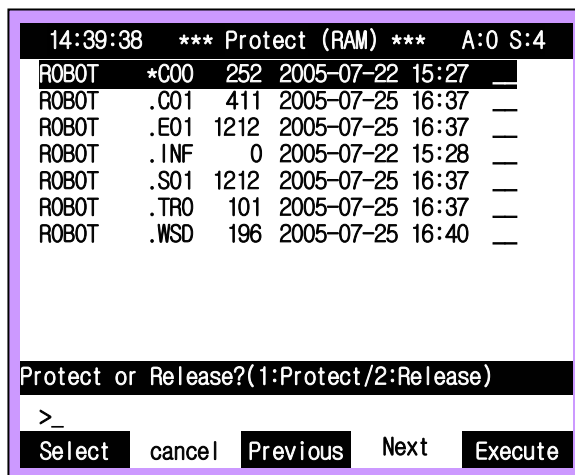 14:39:38 *** Protect (RAM) *** A:0 S:4
ROBOT *C00 252 2005-07-22 15:27 __
ROBOT .C01 411 2005-07-25 16:37 __
ROBOT .E01 1212 2005-07-25 16:37 __
ROBOT .INF 0 2005-07-22 15:28 __
ROBOT .S01 1212 2005-07-25 16:37 __
ROBOT .TR0 101 2005-07-25 16:37 __
ROBOT .WSD 196 2005-07-25 16:40 __
Protect or Release?(1:Protect/2:Release)
>_
Select cancel Previous Next Execute